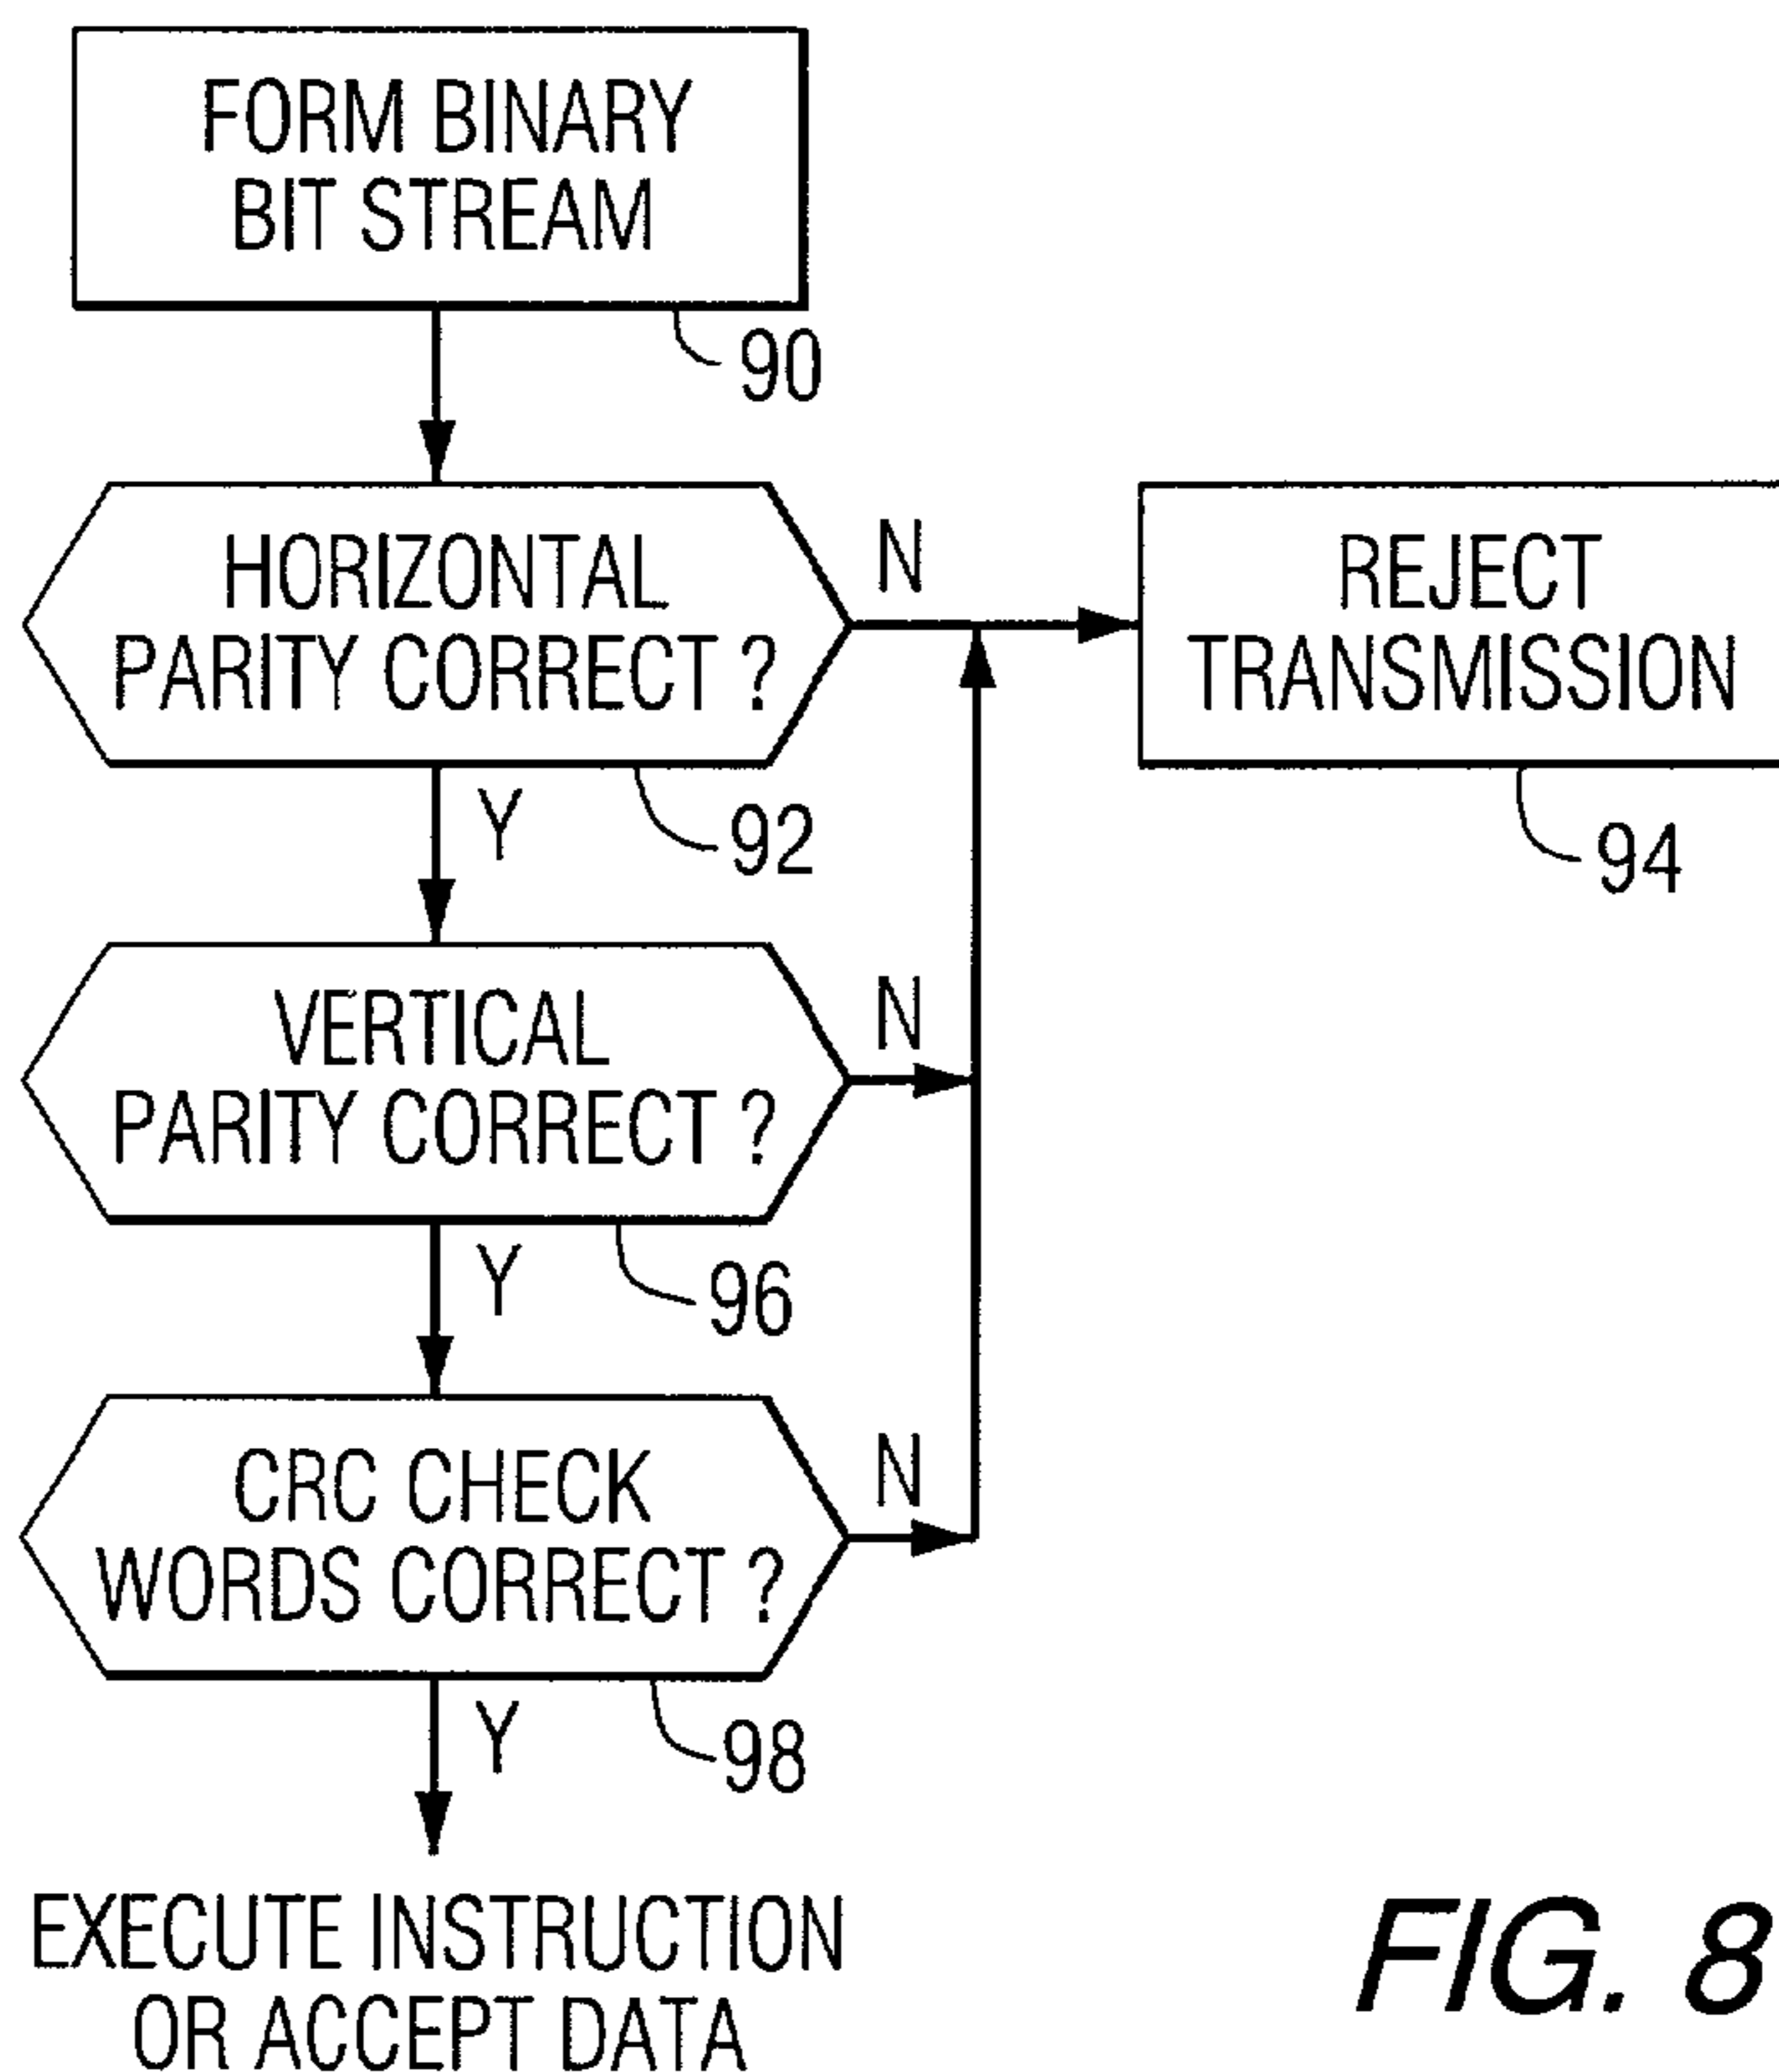 FORM BINARY
BIT STREAM
90
HORIZONTAL
PARITY CORRECT ?
N
REJECT
TRANSMISSION
Y
92
94
VERTICAL
PARITY CORRECT ?
N
Y
96
CRC CHECK
WORDS CORRECT ?
N
Y
98
EXECUTE INSTRUCTION
OR ACCEPT DATA
FIG. 8